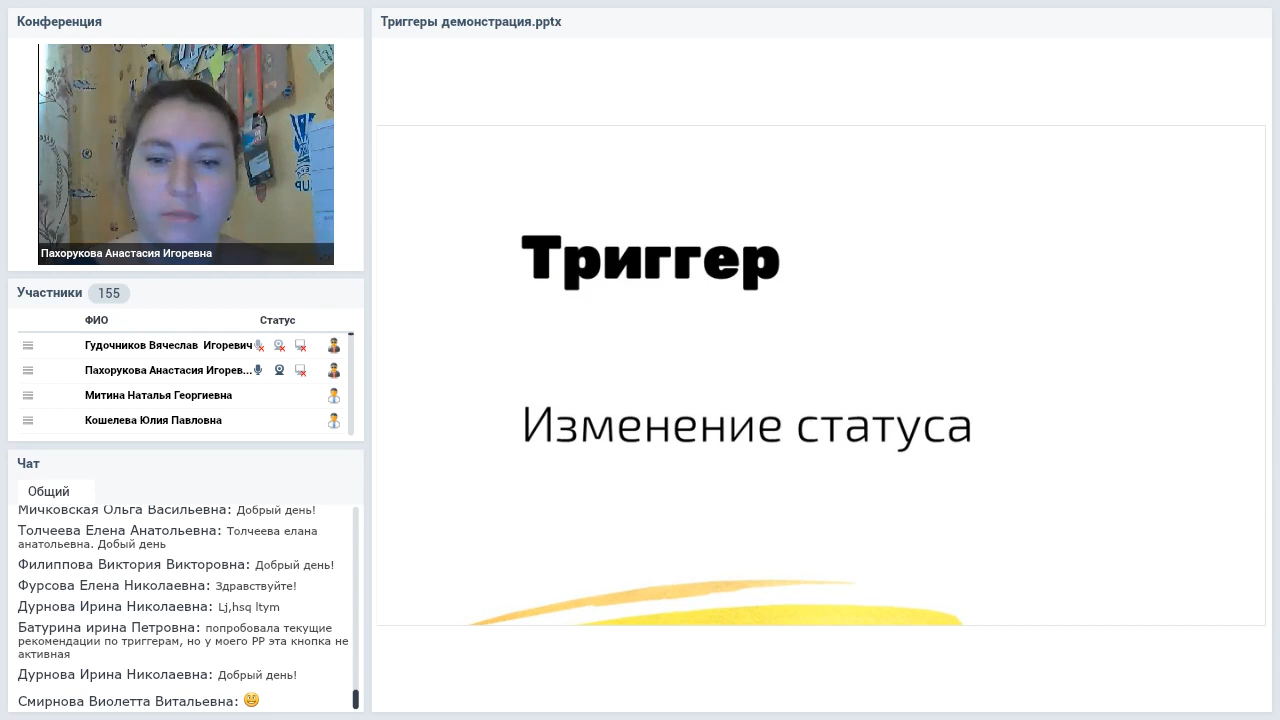 Конференция
Пахорукова Анастасия Игоревна
Участники 155
ФИО Статус
Гудочников Вячеслав Игоревич
Пахорукова Анастасия Игорев...
Митина Наталья Георгиевна
Кошелева Юлия Павловна
Чат
Общий
Мичковская Ольга Васильевна: Добрый день!
Толчеева Елена Анатольевна: Толчеева елана
анатольевна. Добый день
Филиппова Виктория Викторовна: Добрый день!
Фурсова Елена Николаевна: Здравствуйте!
Дурнова Ирина Николаевна: Lj,hsq ltym
Батурина ирина Петровна: попробовала текущие
рекомендации по триггерам, но у моего PP эта кнопка не
активная
Дурнова Ирина Николаевна: Добрый день!
Смирнова Виолетта Витальевна:
Триггеры демонстрация.pptx
Триггер
Изменение статуса